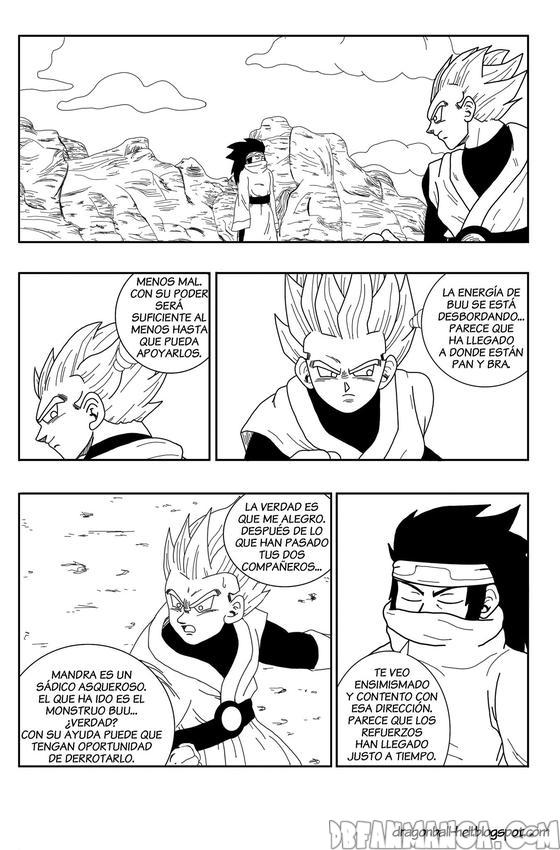 LA ENERGÍA DE
BUU SE ESTÁ
DESBORDANDO...
PARECE QUE
HA LLEGADO
A DONDE ESTÁN
PAN Y BRA.
MENOS MAL.
CON SU PODER
SERÁ
SUFICIENTE AL
MENOS HASTA
QUE PUEDA
APOYARLOS.
TE VEO
ENSIMISMADO
Y CONTENTO CON
ESA DIRECCIÓN.
PARECE QUE LOS
REFUERZOS
HAN LLEGADO
JUSTO A TIEMPO.
LA VERDAD ES
QUE ME ALEGRO.
DESPUÉS DE LO
QUE HAN PASADO
TUS DOS
COMPAÑEROS...
MANDRA ES UN
SÁDICO ASQUEROSO.
EL QUE HA IDO ES EL
MONSTRUO BUU...
¿VERDAD?
CON SU AYUDA PUEDE QUE
TENGAN OPORTUNIDAD
DE DERROTARLO.
dragonball-hell.blogspot.com
DBFANMANGA.COM